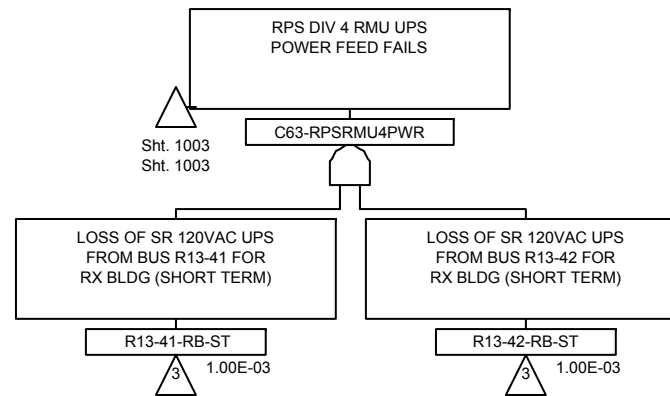 RPS DIV 4 RMU UPS
POWER FEED FAILS
Sht. 1003
Sht. 1003
C63-RPSRMU4PWR
LOSS OF SR 120VAC UPS
FROM BUS R13-41 FOR
RX BLDG (SHORT TERM)
R13-41-RB-ST
3
1.00E-03
LOSS OF SR 120VAC UPS
FROM BUS R13-42 FOR
RX BLDG (SHORT TERM)
R13-42-RB-ST
3
1.00E-03